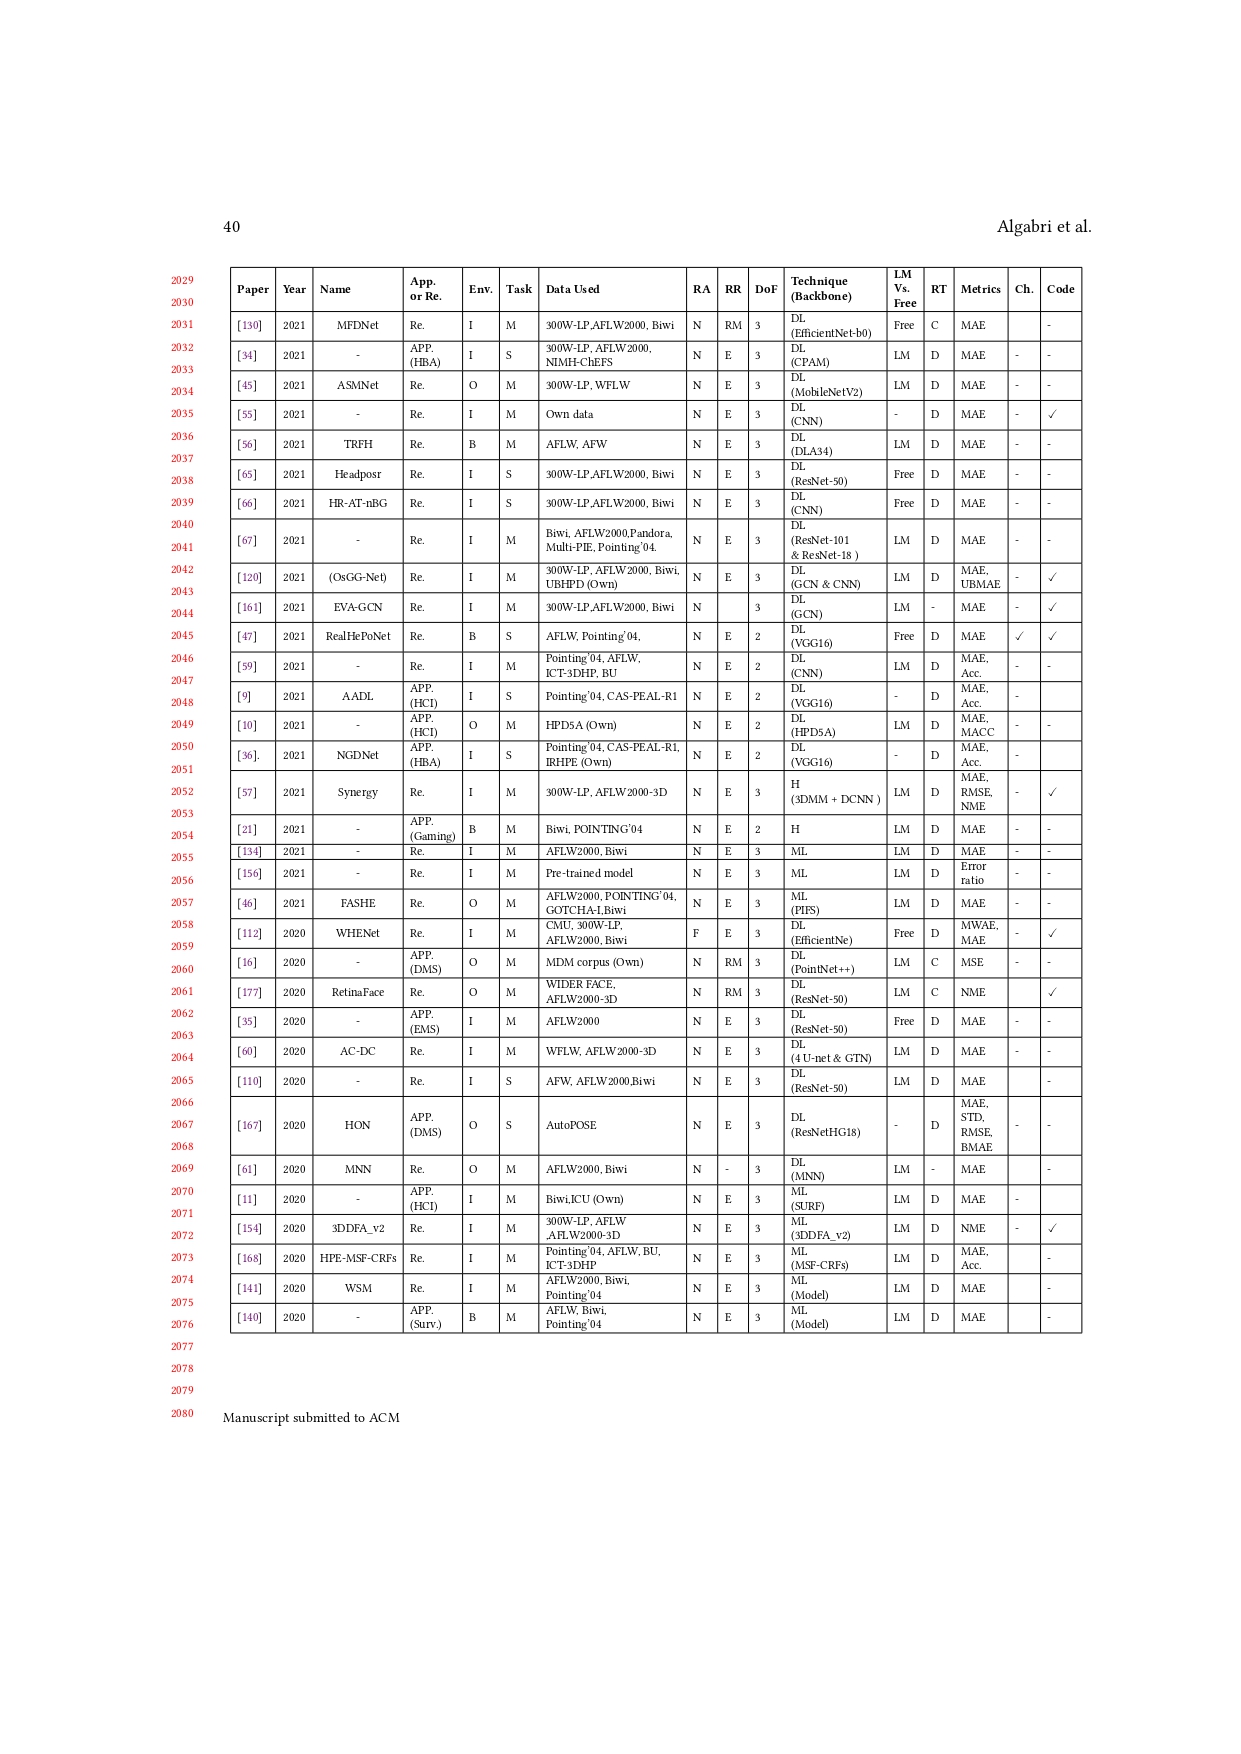 40 Algabri et al.
2029
2030
2031
2032
2033
2034
2035
2036
2037
2038
2039
2040
2041
2042
2043
2044
2045
2046
2047
2048
2049
2050
2051
2052
2053
2054
2055
2056
2057
2058
2059
2060
2061
2062
2063
2064
2065
2066
2067
2068
2069
2070
2071
2072
2073
2074
2075
2076
2077
2078
2079
2080
Paper Year Name App. or Re. Env. Task Data Used RA RR DoF Technique (Backbone) LM Vs. Free RT Metrics Ch. Code
[130] 2021 MFDNet Re. I M 300W-LP,AFLW2000, Biwi N RM 3 DL (EfficientNet-b0) Free C MAE -
[34] 2021 - APP. (HBA) I S 300W-LP, AFLW2000, NIMH-ChEFS N E 3 DL (CPAM) LM D MAE - -
[45] 2021 ASMNet Re. O M 300W-LP, WFLW N E 3 DL (MobileNetV2) LM D MAE - -
[55] 2021 - Re. I M Own data N E 3 DL (CNN) - D MAE - ✓
[56] 2021 TRFH Re. B M AFLW, AFW N E 3 DL (DLA34) LM D MAE - -
[65] 2021 Headposr Re. I S 300W-LP,AFLW2000, Biwi N E 3 DL (ResNet-50) Free D MAE - -
[66] 2021 HR-AT-nBG Re. I S 300W-LP,AFLW2000, Biwi N E 3 DL (CNN) Free D MAE - -
[67] 2021 - Re. I M Biwi, AFLW2000,Pandora, Multi-PIE, Pointing'04. N E 3 DL (ResNet-101 & ResNet-18 ) LM D MAE - -
[120] 2021 (OsGG-Net) Re. I M 300W-LP, AFLW2000, Biwi, UBHPD (Own) N E 3 DL (GCN & CNN) LM D MAE, UBMAE - ✓
[161] 2021 EVA-GCN Re. I M 300W-LP,AFLW2000, Biwi N 3 DL (GCN) LM - MAE - ✓
[47] 2021 RealHePoNet Re. B S AFLW, Pointing'04, N E 2 DL (VGG16) Free D MAE ✓ ✓
[59] 2021 - Re. I M Pointing'04, AFLW, ICT-3DHP, BU N E 2 DL (CNN) LM D MAE, Acc. - -
[9] 2021 AADL APP. (HCI) I S Pointing'04, CAS-PEAL-R1 N E 2 DL (VGG16) - D MAE, Acc. -
[10] 2021 - APP. (HCI) O M HPD5A (Own) N E 2 DL (HPD5A) LM D MAE, MACC - -
[36]. 2021 NGDNet APP. (HBA) I S Pointing'04, CAS-PEAL-R1, IRHPE (Own) N E 2 DL (VGG16) - D MAE, Acc. -
[57] 2021 Synergy Re. I M 300W-LP, AFLW2000-3D N E 3 H (3DMM + DCNN ) LM D MAE, RMSE, NME - ✓
[21] 2021 - APP. (Gaming) B M Biwi, POINTING'04 N E 2 H LM D MAE - -
[134] 2021 - Re. I M AFLW2000, Biwi N E 3 ML LM D MAE - -
[156] 2021 - Re. I M Pre-trained model N E 3 ML LM D Error ratio - -
[46] 2021 FASHE Re. O M AFLW2000, POINTING'04, GOTCHA-I,Biwi N E 3 ML (PIFS) LM D MAE - -
[112] 2020 WHENet Re. I M CMU, 300W-LP, AFLW2000, Biwi F E 3 DL (EfficientNe) Free D MWAE, MAE - ✓
[16] 2020 - APP. (DMS) O M MDM corpus (Own) N RM 3 DL (PointNet++) LM C MSE - -
[177] 2020 RetinaFace Re. O M WIDER FACE, AFLW2000-3D N RM 3 DL (ResNet-50) LM C NME ✓
[35] 2020 - APP. (EMS) I M AFLW2000 N E 3 DL (ResNet-50) Free D MAE - -
[60] 2020 AC-DC Re. I M WFLW, AFLW2000-3D N E 3 DL (4 U-net & GTN) LM D MAE - -
[110] 2020 - Re. I S AFW, AFLW2000,Biwi N E 3 DL (ResNet-50) LM D MAE -
[167] 2020 HON APP. (DMS) O S AutoPOSE N E 3 DL (ResNetHG18) - D MAE, STD, RMSE, BMAE - -
[61] 2020 MNN Re. O M AFLW2000, Biwi N - 3 DL (MNN) LM - MAE -
[11] 2020 - APP. (HCI) I M Biwi,ICU (Own) N E 3 ML (SURF) LM D MAE -
[154] 2020 3DDFA_v2 Re. I M 300W-LP, AFLW ,AFLW2000-3D N E 3 ML (3DDFA_v2) LM D NME - ✓
[168] 2020 HPE-MSF-CRFs Re. I M Pointing'04, AFLW, BU, ICT-3DHP N E 3 ML (MSF-CRFs) LM D MAE, Acc. -
[141] 2020 WSM Re. I M AFLW2000, Biwi, Pointing'04 N E 3 ML (Model) LM D MAE -
[140] 2020 - APP. (Surv.) B M AFLW, Biwi, Pointing'04 N E 3 ML (Model) LM D MAE -
Manuscript submitted to ACM